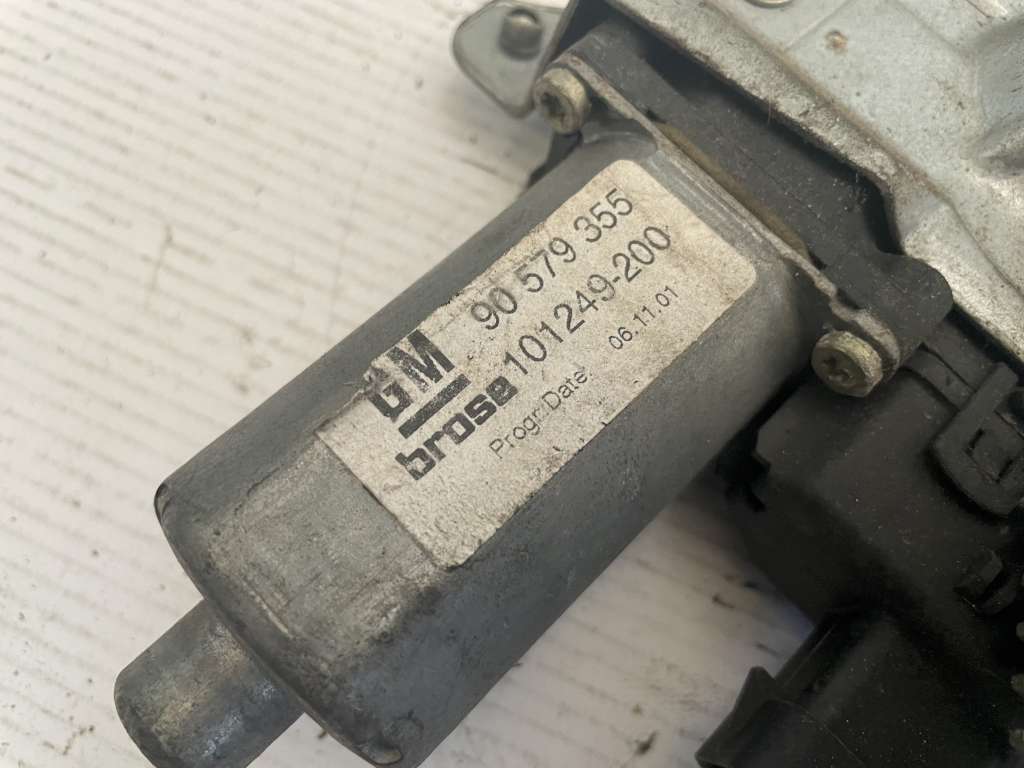 GM 90 579 355
brose 101249-200
Progr.Date: 06.11.01